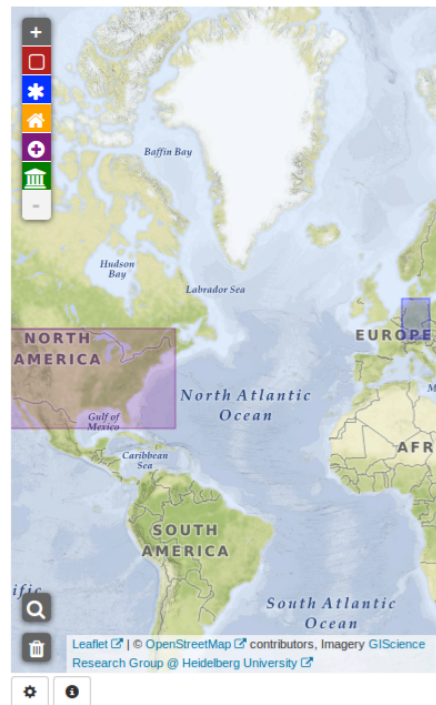 +
-
Baffin Bay
Hudson
Bay
Labrador Sea
NORTH
AMERICA
EUROPE
North Atlantic
Ocean
Gulf of
Mexico
Caribbean
Sea
AFR
SOUTH
AMERICA
ific
South Atlantic
Ocean
Leaflet | © OpenStreetMap contributors, Imagery GIScience
Research Group @ Heidelberg University